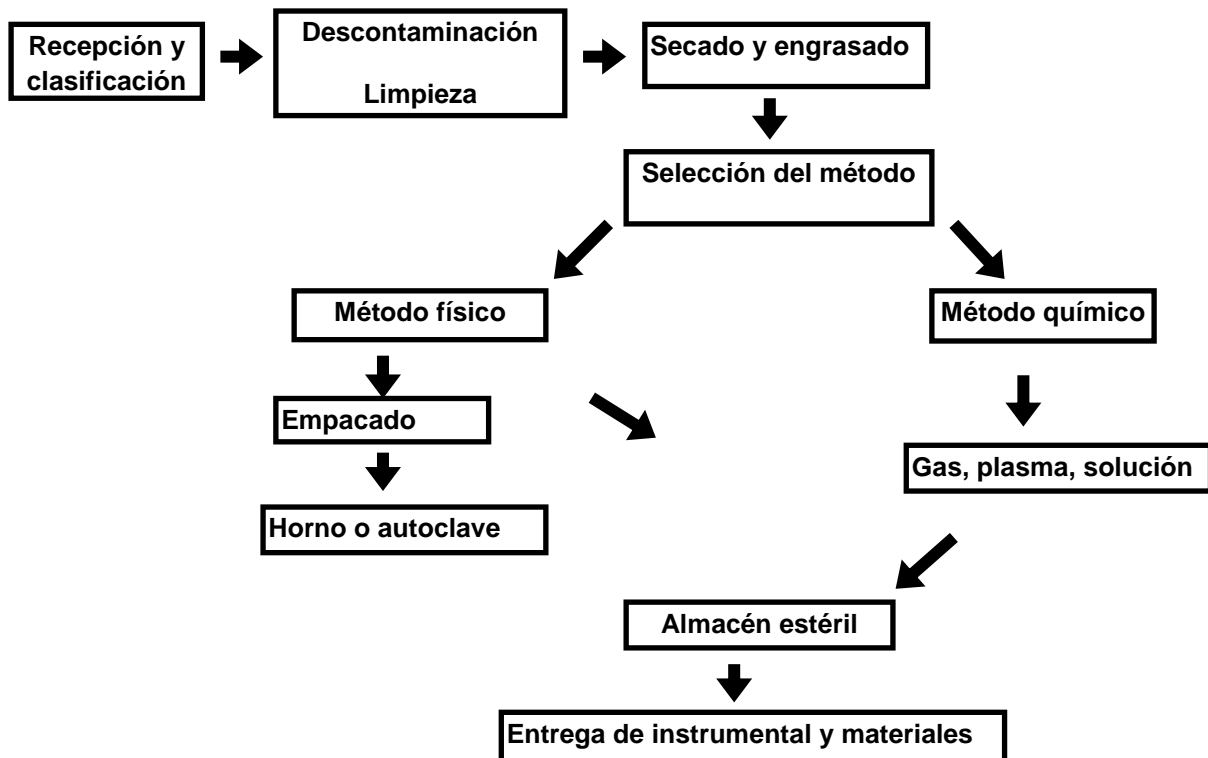 Recepción y
clasificación
Descontaminación
Limpieza
Secado y engrasado
Selección del método
Método físico
Método químico
Empacado
Gas, plasma, solución
Horno o autoclave
Almacén estéril
Entrega de instrumental y materiales